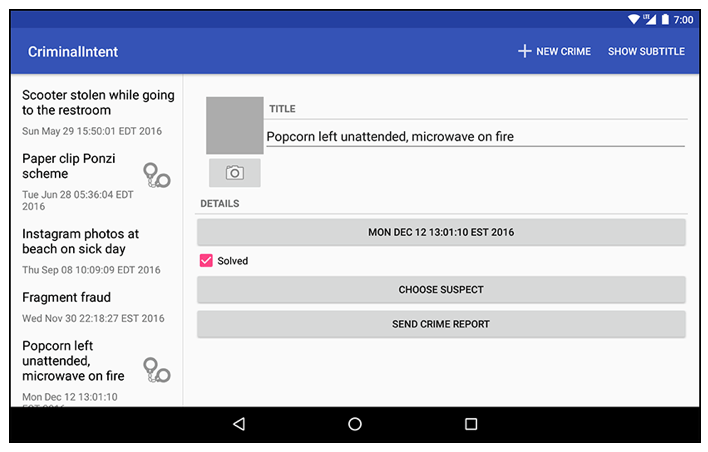 LTE 7:00
CriminalIntent
NEW CRIME SHOW SUBTITLE
Scooter stolen while going
to the restroom
Sun May 29 15:50:01 EDT 2016
Paper clip Ponzi
scheme
Tue Jun 28 05:36:04 EDT
2016
Instagram photos at
beach on sick day
Thu Sep 08 10:09:09 EDT 2016
Fragment fraud
Wed Nov 30 22:18:27 EST 2016
Popcorn left
unattended,
microwave on fire
Mon Dec 12 13:01:10
EST 2016
TITLE
Popcorn left unattended, microwave on fire
DETAILS
MON DEC 12 13:01:10 EST 2016
Solved
CHOOSE SUSPECT
SEND CRIME REPORT